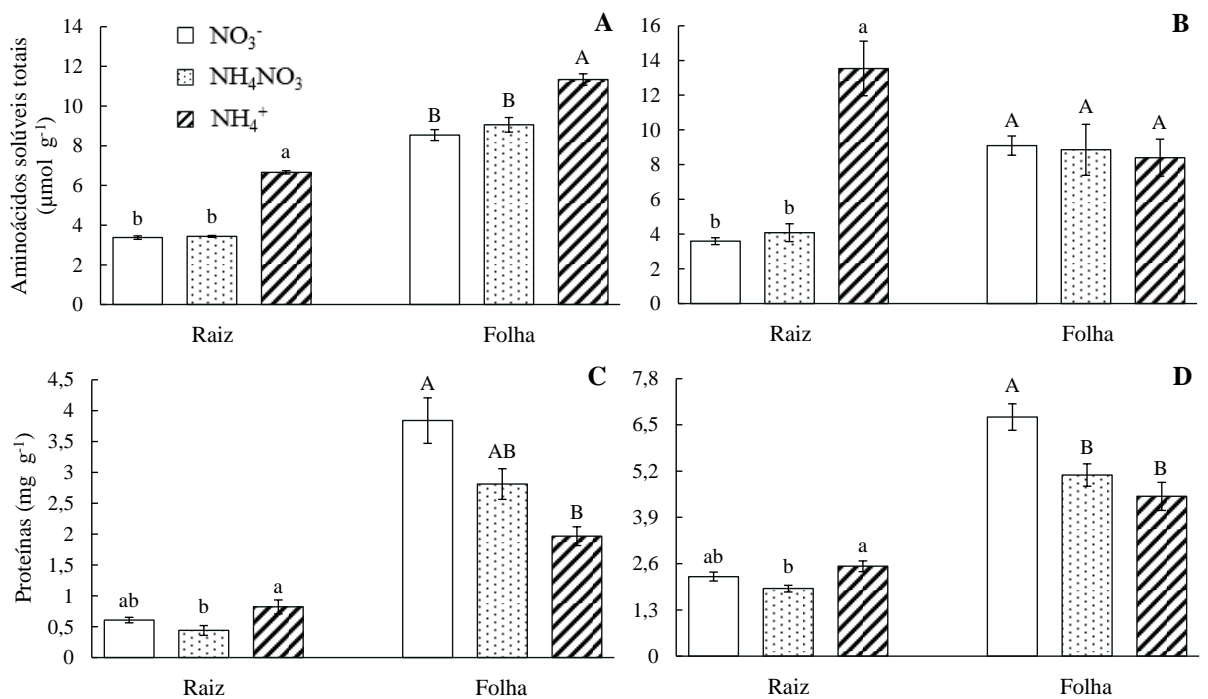 Aminoácidos solúveis totais
(µmol g⁻¹)
14
12
10
8
6
4
2
0
NO₃⁻
NH₄NO₃
NH₄⁺
A
b
b
a
B
B
A
Raiz
Folha
16
14
12
10
8
6
4
2
0
B
b
b
a
A
A
A
Raiz
Folha
Proteínas (mg g⁻¹)
4,5
4
3,5
3
2,5
2
1,5
1
0,5
0
C
ab
b
a
A
AB
B
Raiz
Folha
7,8
6,5
5,2
3,9
2,6
1,3
0
D
ab
b
a
A
B
B
Raiz
Folha